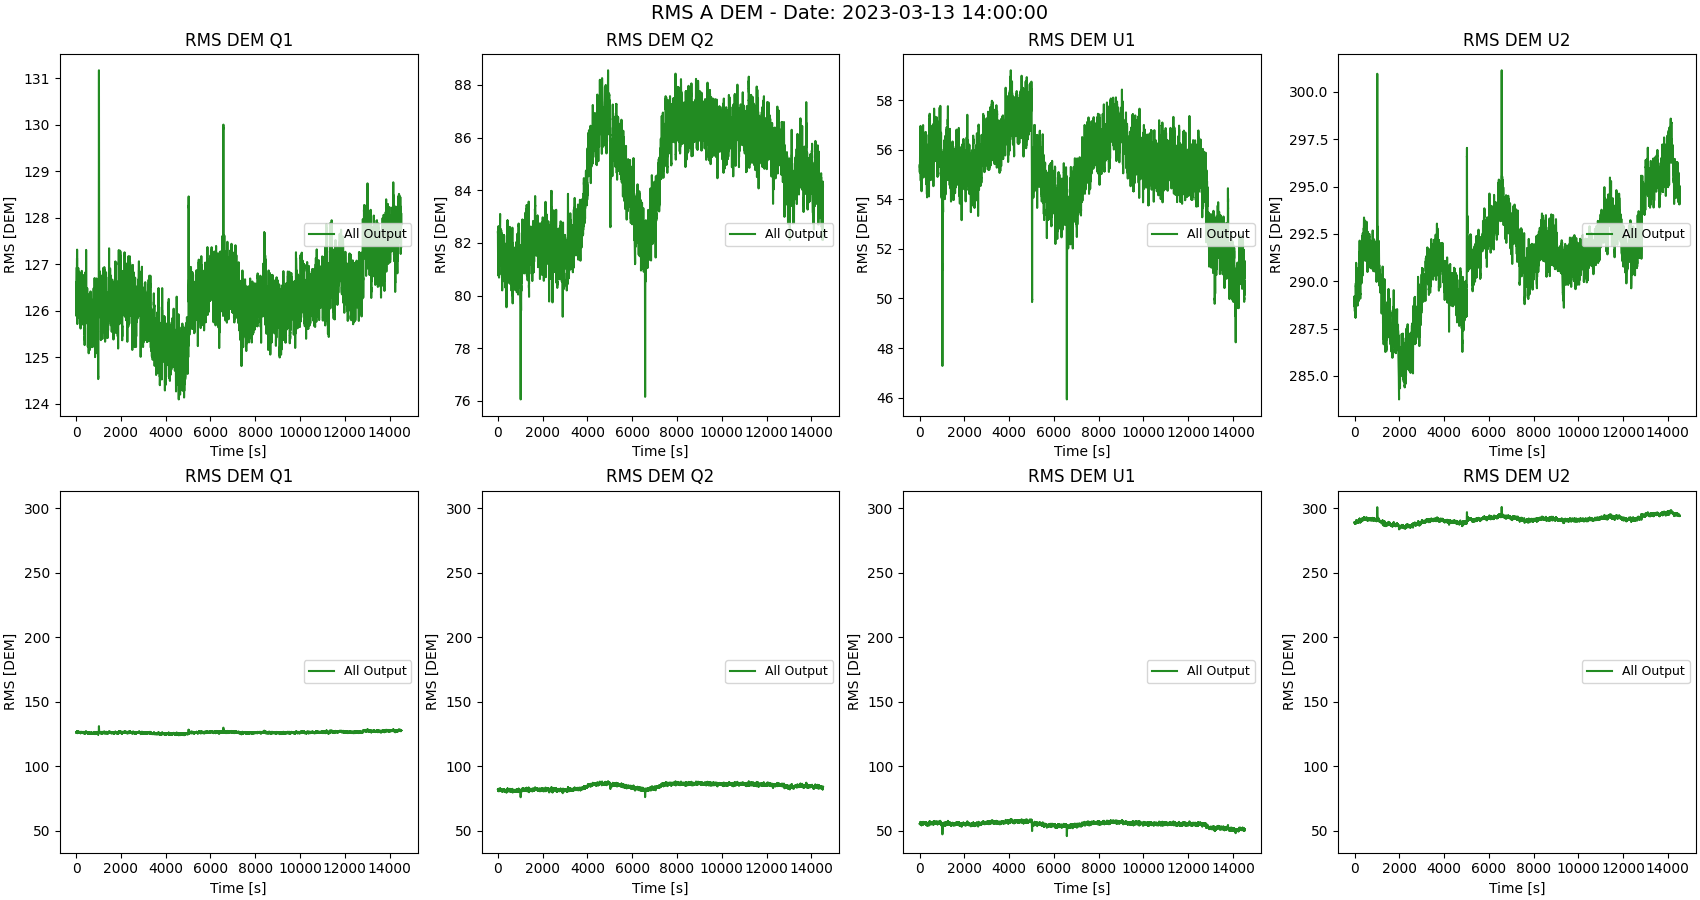 RMS A DEM - Date: 2023-03-13 14:00:00
RMS DEM Q1
RMS [DEM]
131
130
129
128
127
126
125
124
0 2000 4000 6000 8000 10000 12000 14000
Time [s]
All Output
RMS DEM Q2
RMS [DEM]
88
86
84
82
80
78
76
0 2000 4000 6000 8000 10000 12000 14000
Time [s]
All Output
RMS DEM U1
RMS [DEM]
58
56
54
52
50
48
46
0 2000 4000 6000 8000 10000 12000 14000
Time [s]
All Output
RMS DEM U2
RMS [DEM]
300.0
297.5
295.0
292.5
290.0
287.5
285.0
0 2000 4000 6000 8000 10000 12000 14000
Time [s]
All Output
RMS DEM Q1
RMS [DEM]
300
250
200
150
100
50
0 2000 4000 6000 8000 10000 12000 14000
Time [s]
All Output
RMS DEM Q2
RMS [DEM]
300
250
200
150
100
50
0 2000 4000 6000 8000 10000 12000 14000
Time [s]
All Output
RMS DEM U1
RMS [DEM]
300
250
200
150
100
50
0 2000 4000 6000 8000 10000 12000 14000
Time [s]
All Output
RMS DEM U2
RMS [DEM]
300
250
200
150
100
50
0 2000 4000 6000 8000 10000 12000 14000
Time [s]
All Output